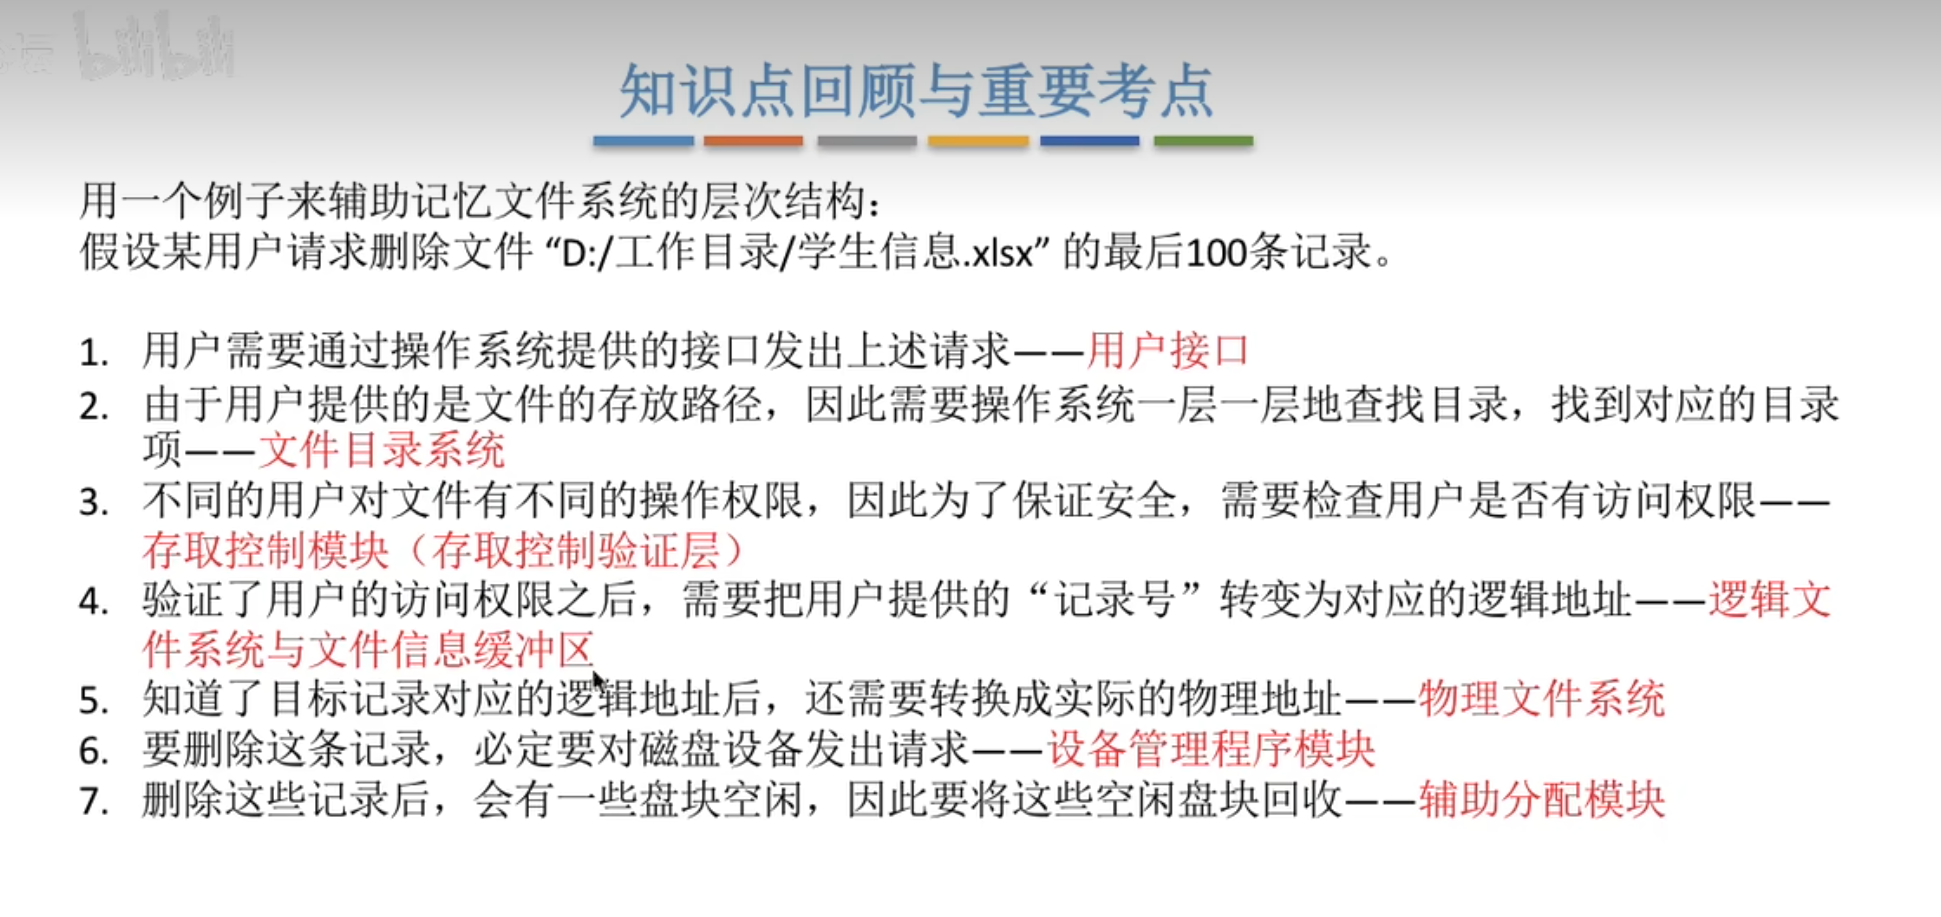 坛 bilibili
知识点回顾与重要考点
用一个例子来辅助记忆文件系统的层次结构：
假设某用户请求删除文件 “D:/工作目录/学生信息.xlsx” 的最后100条记录。
1. 用户需要通过操作系统提供的接口发出上述请求——用户接口
2. 由于用户提供的是文件的存放路径，因此需要操作系统一层一层地查找目录，找到对应的目录
项——文件目录系统
3. 不同的用户对文件有不同的操作权限，因此为了保证安全，需要检查用户是否有访问权限——
存取控制模块（存取控制验证层）
4. 验证了用户的访问权限之后，需要把用户提供的“记录号”转变为对应的逻辑地址——逻辑文
件系统与文件信息缓冲区
5. 知道了目标记录对应的逻辑地址后，还需要转换成实际的物理地址——物理文件系统
6. 要删除这条记录，必定要对磁盘设备发出请求——设备管理程序模块
7. 删除这些记录后，会有一些盘块空闲，因此要将这些空闲盘块回收——辅助分配模块